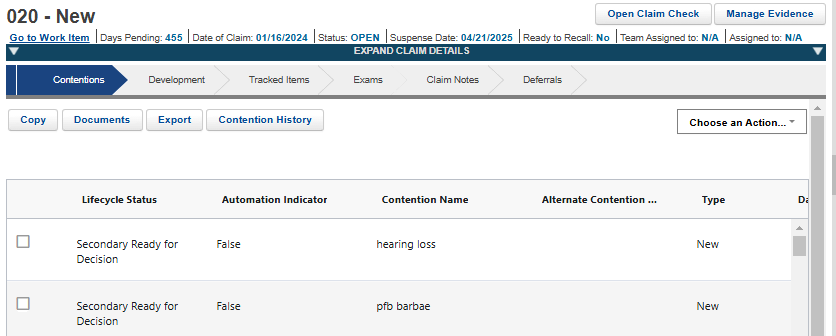 020 - New
Open Claim Check
Manage Evidence
Go to Work Item Days Pending: 455 Date of Claim: 01/16/2024 Status: OPEN Suspense Date: 04/21/2025 Ready to Recall: No Team Assigned to: N/A Assigned to: N/A
EXPAND CLAIM DETAILS
Contentions Development Tracked Items Exams Claim Notes Deferrals
Copy Documents Export Contention History Choose an Action...
Lifecycle Status Automation Indicator Contention Name Alternate Contention ... Type Da
Secondary Ready for False hearing loss New
Decision
Secondary Ready for False pfb barbae New
Decision